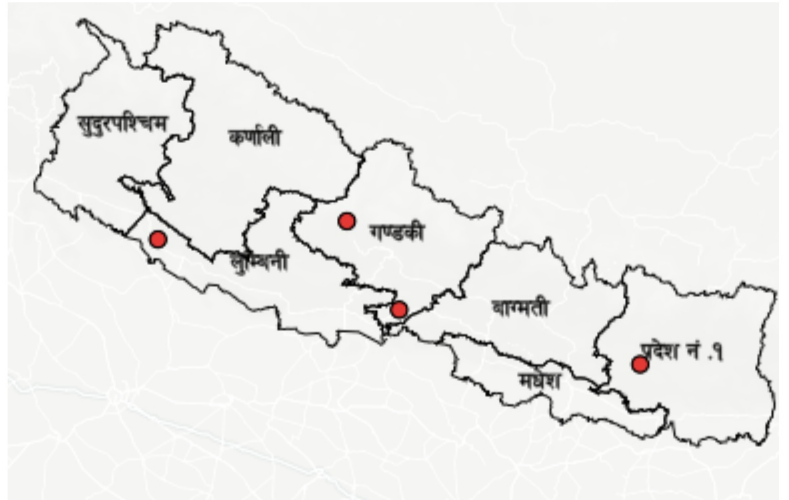 सुदुरपश्चिम
कर्णाली
गण्डकी
लुम्बिनी
बाग्मती
प्रदेश नं .१
मधेश